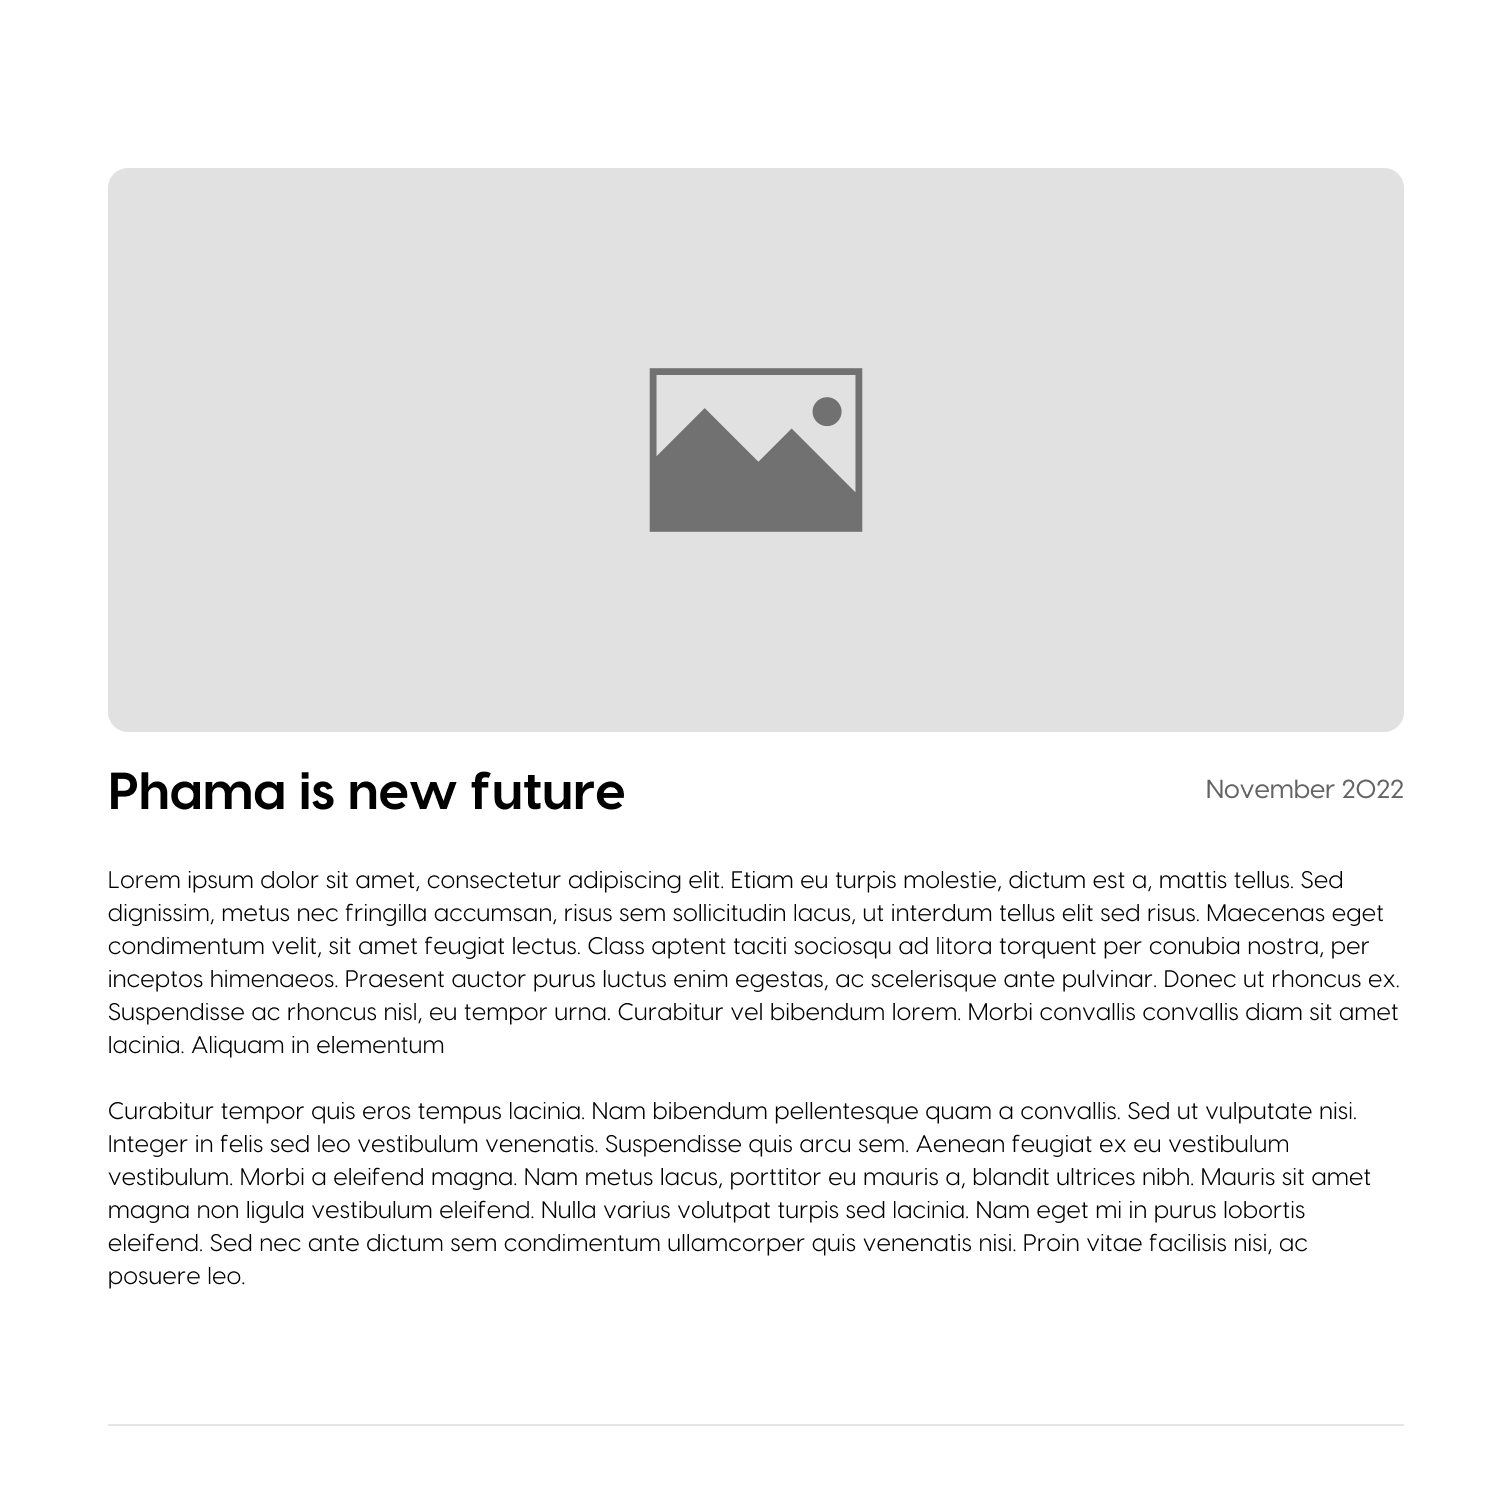 Phama is new future
November 2022
Lorem ipsum dolor sit amet, consectetur adipiscing elit. Etiam eu turpis molestie, dictum est a, mattis tellus. Sed
dignissim, metus nec fringilla accumsan, risus sem sollicitudin lacus, ut interdum tellus elit sed risus. Maecenas eget
condimentum velit, sit amet feugiat lectus. Class aptent taciti sociosqu ad litora torquent per conubia nostra, per
inceptos himenaeos. Praesent auctor purus luctus enim egestas, ac scelerisque ante pulvinar. Donec ut rhoncus ex.
Suspendisse ac rhoncus nisl, eu tempor urna. Curabitur vel bibendum lorem. Morbi convallis convallis diam sit amet
lacinia. Aliquam in elementum
Curabitur tempor quis eros tempus lacinia. Nam bibendum pellentesque quam a convallis. Sed ut vulputate nisi.
Integer in felis sed leo vestibulum venenatis. Suspendisse quis arcu sem. Aenean feugiat ex eu vestibulum
vestibulum. Morbi a eleifend magna. Nam metus lacus, porttitor eu mauris a, blandit ultrices nibh. Mauris sit amet
magna non ligula vestibulum eleifend. Nulla varius volutpat turpis sed lacinia. Nam eget mi in purus lobortis
eleifend. Sed nec ante dictum sem condimentum ullamcorper quis venenatis nisi. Proin vitae facilisis nisi, ac
posuere leo.